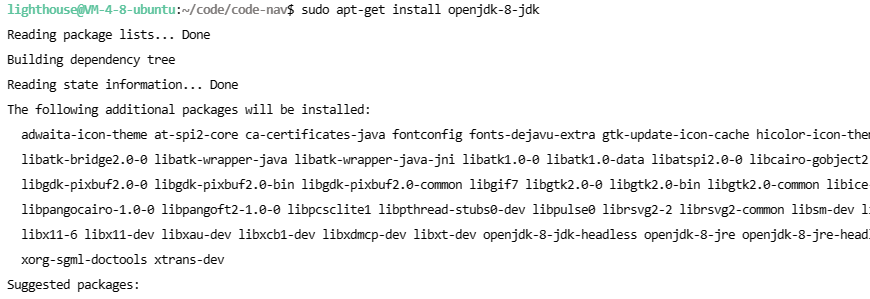 lighthouse@VM-4-8-ubuntu:~/code/code-nav$ sudo apt-get install openjdk-8-jdk
Reading package lists... Done
Building dependency tree
Reading state information... Done
The following additional packages will be installed:
adwaita-icon-theme at-spi2-core ca-certificates-java fontconfig fonts-dejavu-extra gtk-update-icon-cache hicolor-icon-the
libatk-bridge2.0-0 libatk-wrapper-java libatk-wrapper-java-jni libatk1.0-0 libatk1.0-data libatspi2.0-0 libcairo-gobject2
libgdk-pixbuf2.0-0 libgdk-pixbuf2.0-bin libgdk-pixbuf2.0-common libgif7 libgtk2.0-0 libgtk2.0-bin libgtk2.0-common libice-
libpangocairo-1.0-0 libpangoft2-1.0-0 libpcsclite1 libpthread-stubs0-dev libpulse0 librsvg2-2 librsvg2-common libsm-dev li
libx11-6 libx11-dev libxau-dev libxcb1-dev libxdmcp-dev libxt-dev openjdk-8-jdk-headless openjdk-8-jre openjdk-8-jre-head
xorg-sgml-doctools xtrans-dev
Suggested packages: